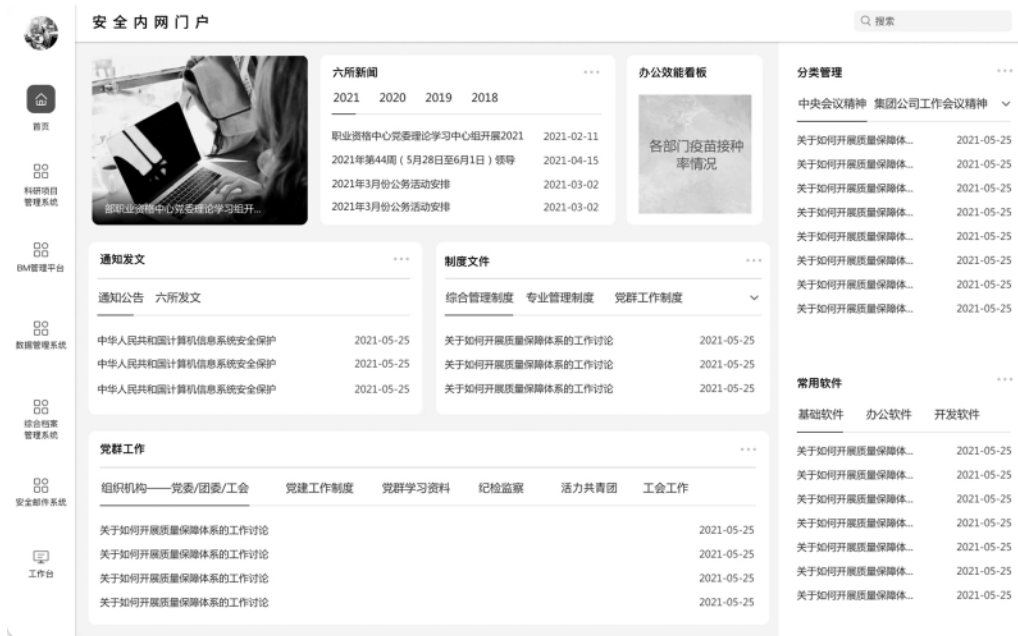 安全内网门户
搜索
首页
科研项目
管理系统
BM管理平台
数据管理系统
综合档案
管理系统
安全邮件系统
工作台
部职业资格中心党委理论学习组开...
六所新闻
2021 2020 2019 2018
职业资格中心党委理论学习中心组开展2021 2021-02-11
2021年第44周（5月28日至6月1日）领导 2021-04-15
2021年3月份公务活动安排 2021-03-02
2021年3月份公务活动安排 2021-03-02
办公效能看板
各部门疫苗接种
率情况
通知发文
通知公告 六所发文
中华人民共和国计算机信息系统安全保护 2021-05-25
中华人民共和国计算机信息系统安全保护 2021-05-25
中华人民共和国计算机信息系统安全保护 2021-05-25
制度文件
综合管理制度 专业管理制度 党群工作制度
关于如何开展质量保障体系的工作讨论 2021-05-25
关于如何开展质量保障体系的工作讨论 2021-05-25
关于如何开展质量保障体系的工作讨论 2021-05-25
党群工作
组织机构——党委/团委/工会 党建工作制度 党群学习资料 纪检监察 活力共青团 工会工作
关于如何开展质量保障体系的工作讨论 2021-05-25
关于如何开展质量保障体系的工作讨论 2021-05-25
关于如何开展质量保障体系的工作讨论 2021-05-25
关于如何开展质量保障体系的工作讨论 2021-05-25
分类管理
中央会议精神 集团公司工作会议精神
关于如何开展质量保障体... 2021-05-25
关于如何开展质量保障体... 2021-05-25
关于如何开展质量保障体... 2021-05-25
关于如何开展质量保障体... 2021-05-25
关于如何开展质量保障体... 2021-05-25
关于如何开展质量保障体... 2021-05-25
关于如何开展质量保障体... 2021-05-25
关于如何开展质量保障体... 2021-05-25
常用软件
基础软件 办公软件 开发软件
关于如何开展质量保障体... 2021-05-25
关于如何开展质量保障体... 2021-05-25
关于如何开展质量保障体... 2021-05-25
关于如何开展质量保障体... 2021-05-25
关于如何开展质量保障体... 2021-05-25
关于如何开展质量保障体... 2021-05-25
关于如何开展质量保障体... 2021-05-25